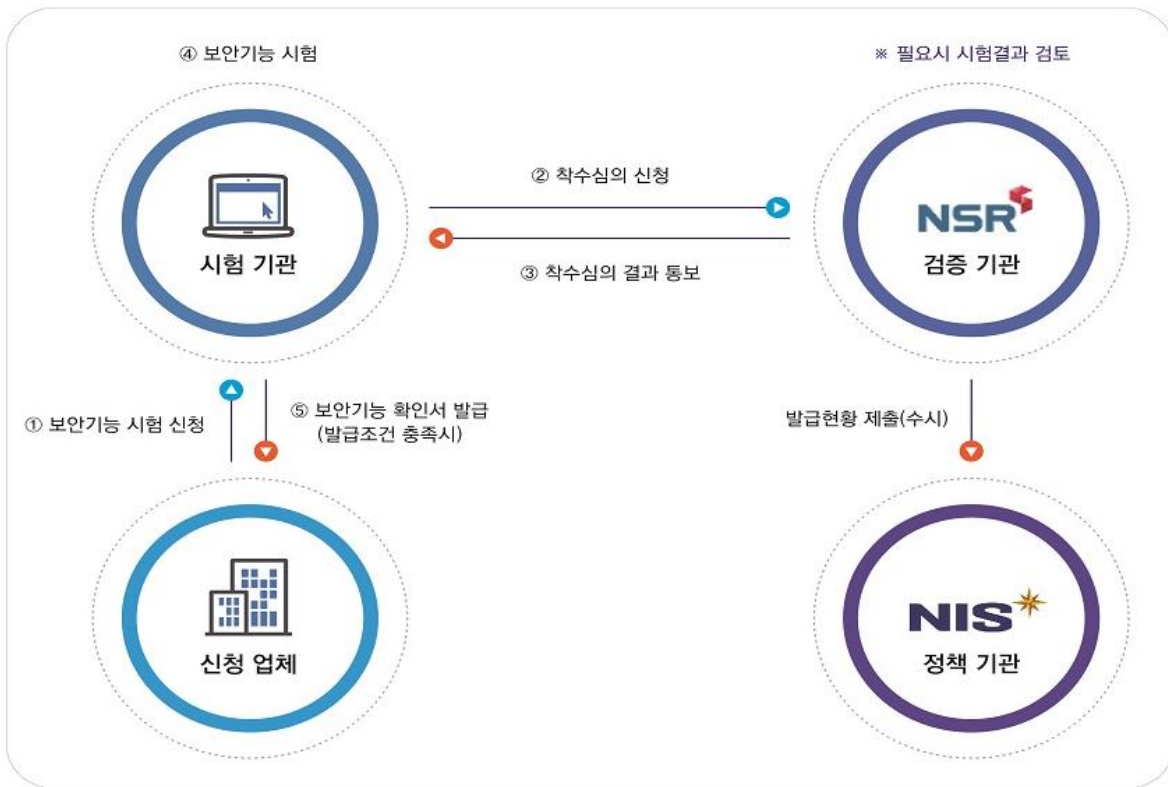 ④ 보안기능 시험
※ 필요시 시험결과 검토
시험 기관
② 착수심의 신청
③ 착수심의 결과 통보
NSR
검증 기관
① 보안기능 시험 신청
⑤ 보안기능 확인서 발급
(발급조건 충족시)
발급현황 제출(수시)
신청 업체
NIS
정책 기관